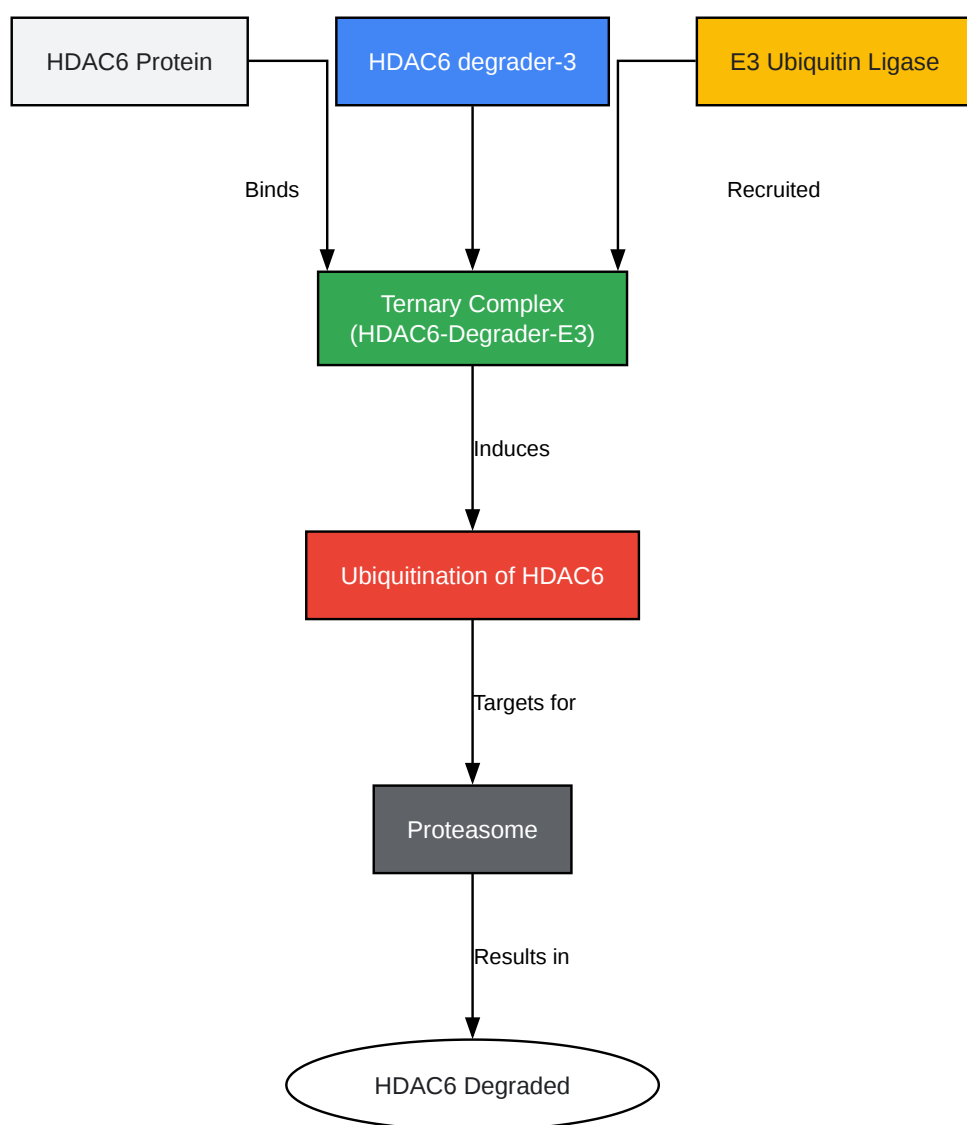 HDAC6 Protein
HDAC6 degrader-3
E3 Ubiquitin Ligase
Binds
Recruited
Ternary Complex
(HDAC6-Degrader-E3)
Induces
Ubiquitination of HDAC6
Targets for
Proteasome
Results in
HDAC6 Degraded